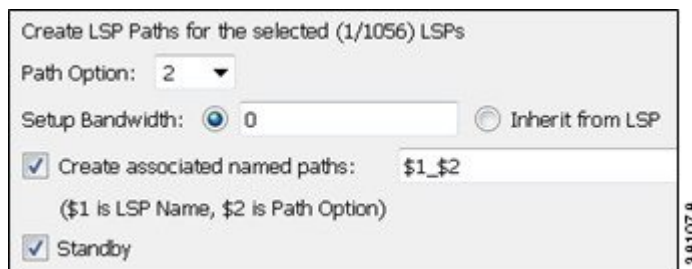 Create LSP Paths for the selected (1/1056) LSPs
Path Option: 2
Setup Bandwidth: 0 Inherit from LSP
Create associated named paths: $1_$2
($1 is LSP Name, $2 is Path Option)
Standby